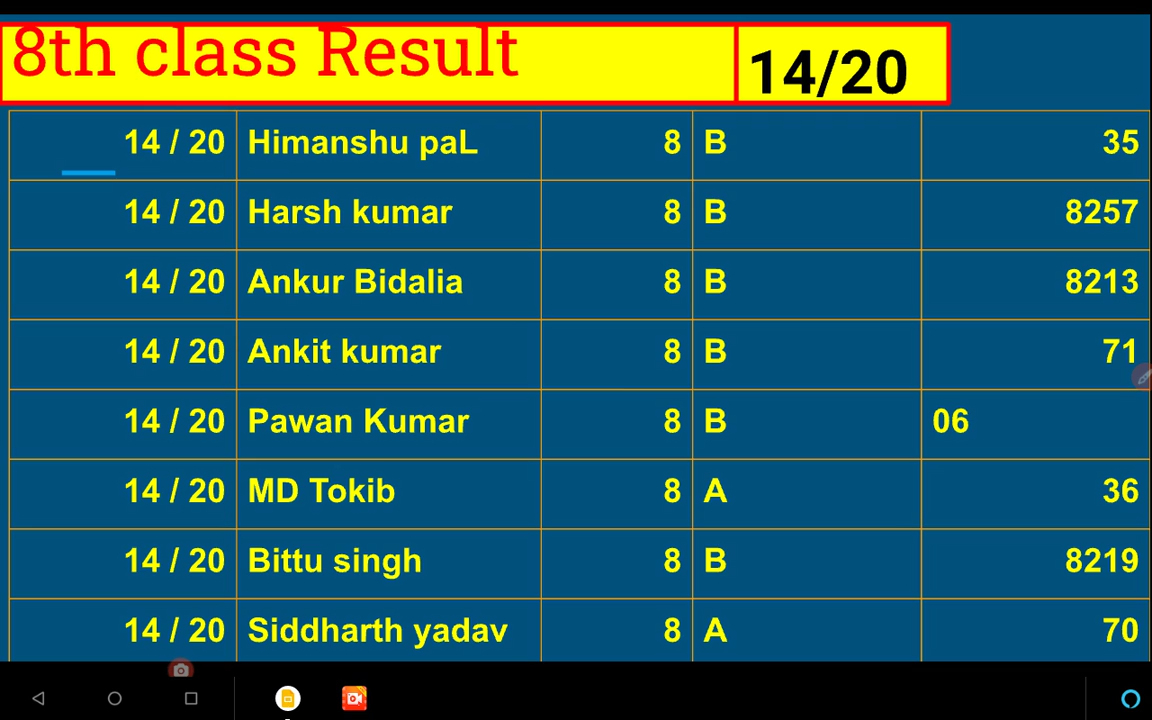 8th class Result 14/20
14 / 20 Himanshu paL 8 B 35
14 / 20 Harsh kumar 8 B 8257
14 / 20 Ankur Bidalia 8 B 8213
14 / 20 Ankit kumar 8 B 71
14 / 20 Pawan Kumar 8 B 06
14 / 20 MD Tokib 8 A 36
14 / 20 Bittu singh 8 B 8219
14 / 20 Siddharth yadav 8 A 70